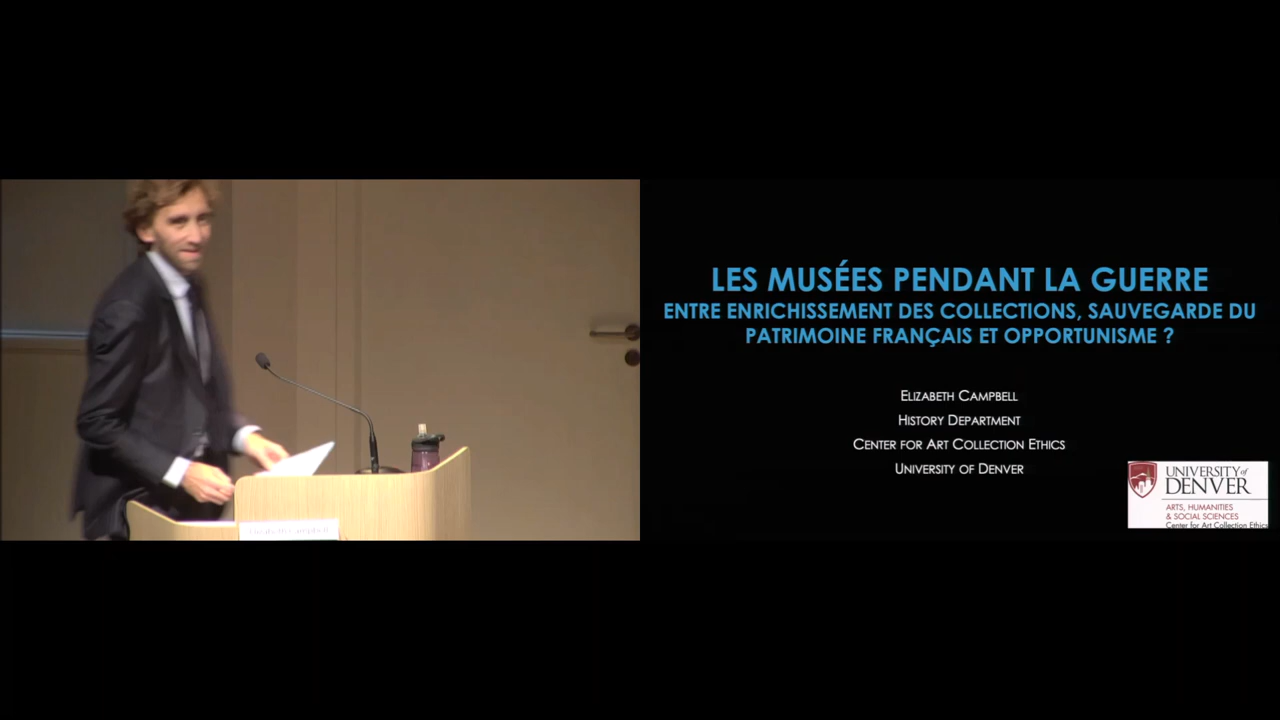 LES MUSÉES PENDANT LA GUERRE
ENTRE ENRICHISSEMENT DES COLLECTIONS, SAUVEGARDE DU
PATRIMOINE FRANÇAIS ET OPPORTUNISME ?
ELIZABETH CAMPBELL
HISTORY DEPARTMENT
CENTER FOR ART COLLECTION ETHICS
UNIVERSITY OF DENVER
UNIVERSITY of
DENVER
ARTS, HUMANITIES
& SOCIAL SCIENCES
Center for Art Collection Ethics
Elizabeth Campbell